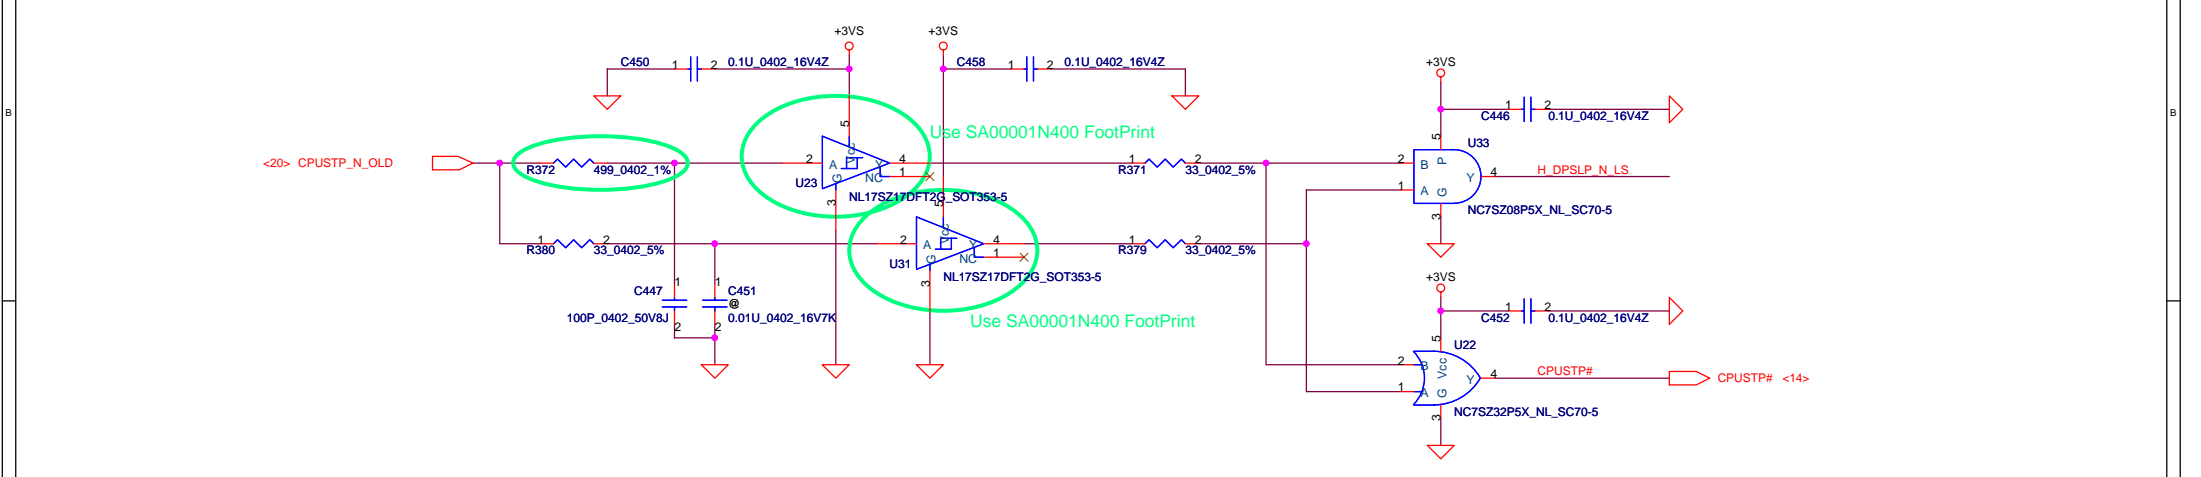 +3VS
+3VS
C450 1 2 0.1U_0402_16V4Z
C458 1 2 0.1U_0402_16V4Z
+3VS
C446 1 2 0.1U_0402_16V4Z
B
B
5
Use SA00001N400 FootPrint
5
U33
<20> CPUSTP_N_OLD
R372 499_0402_1%
2 A Vcc Y 4
NC 1
G
U23
3
NL17SZ17DFT2G_SOT353-5
1 R371 2 33_0402_5%
2 B P
1 A G
Y 4
H_DPSLP_N_LS
3
NC7SZ08P5X_NL_SC70-5
1 R380 2 33_0402_5%
5
2 A Vcc Y 4
NC 1
G
U31
3
NL17SZ17DFT2G_SOT353-5
1 R379 2 33_0402_5%
+3VS
C447 1
100P_0402_50V8J
2
1 C451
@
0.01U_0402_16V7K
2
Use SA00001N400 FootPrint
C452 1 2 0.1U_0402_16V4Z
5
U22
2 B Vcc
1 A G
Y 4
CPUSTP#
CPUSTP# <14>
3
NC7SZ32P5X_NL_SC70-5